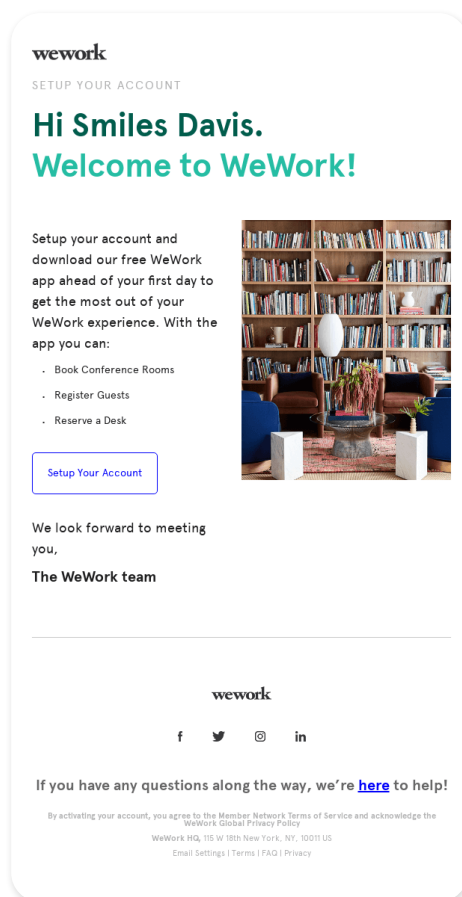 wework
SETUP YOUR ACCOUNT
Hi Smiles Davis.
Welcome to WeWork!
Setup your account and
download our free WeWork
app ahead of your first day to
get the most out of your
WeWork experience. With the
app you can:
• Book Conference Rooms
• Register Guests
• Reserve a Desk
Setup Your Account
We look forward to meeting
you,
The WeWork team
wework
If you have any questions along the way, we’re here to help!
By activating your account, you agree to the Member Network Terms of Service and acknowledge the
WeWork Global Privacy Policy
WeWork HQ, 115 W 18th New York, NY, 10011 US
Email Settings | Terms | FAQ | Privacy